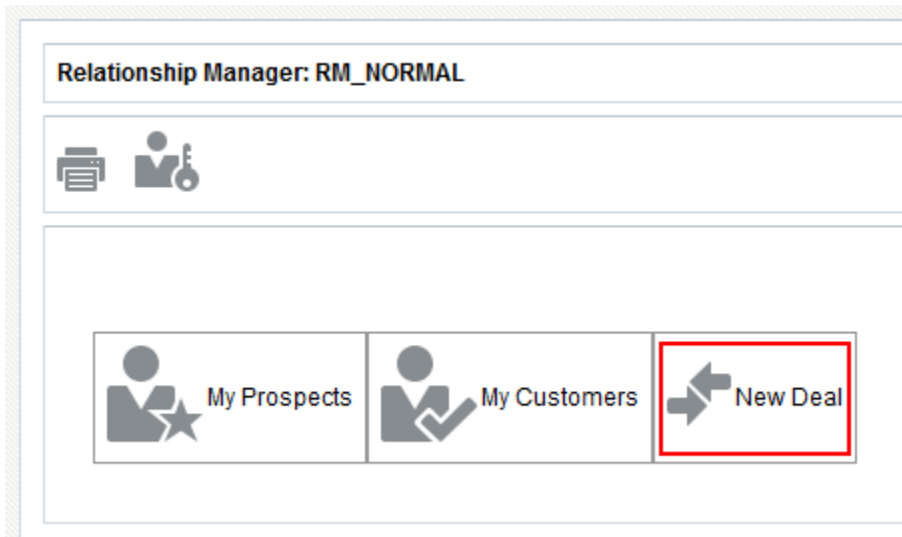 Relationship Manager: RM_NORMAL
My Prospects
My Customers
New Deal